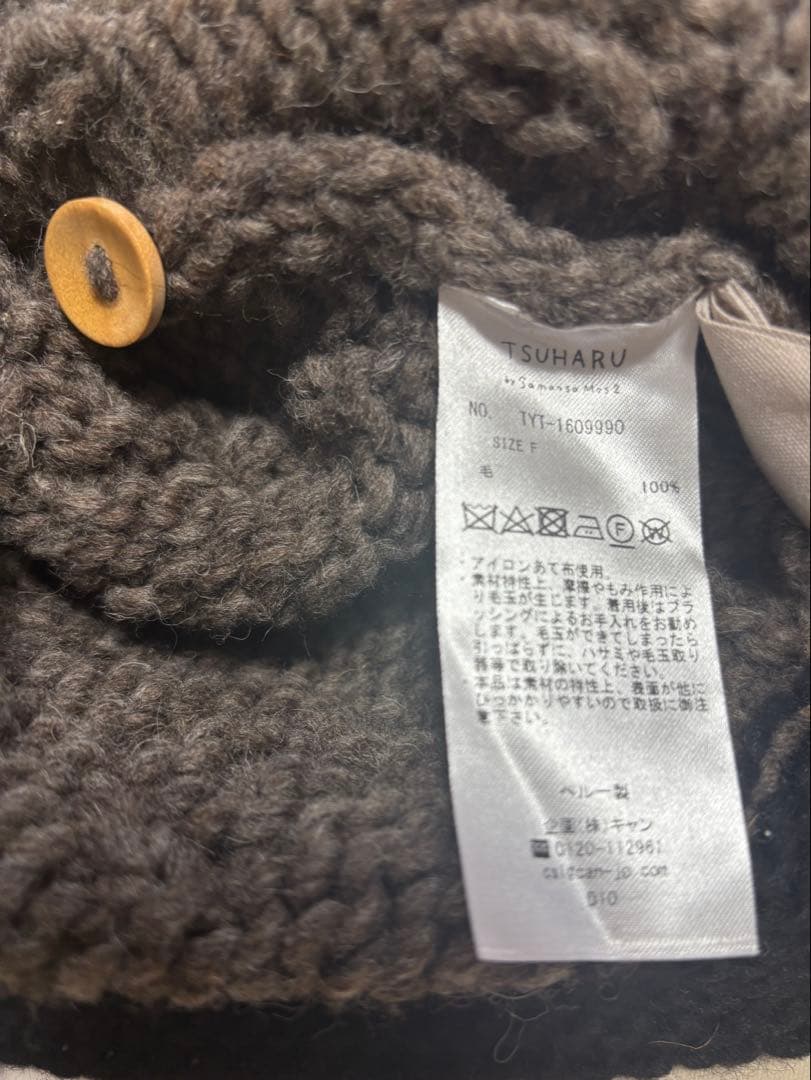 TSUHARU
by Samansa Mos2
NO. TYT-1609990
SIZE F
毛 100%
F W
・アイロンあて布使用。
・素材特性上、摩擦やもみ作用によ
り毛玉が生じます。着用後はブラ
ッシングによるお手入れをお勧め
します。毛玉ができてしまったら
引っぱらずに、ハサミや毛玉取り
器等で取り除いてください。
・本品は素材の特性上、表面が他に
ひっかかりやすいので取扱に御注
意下さい。
ペルー製
企画(株)キャン
0120-112961
010